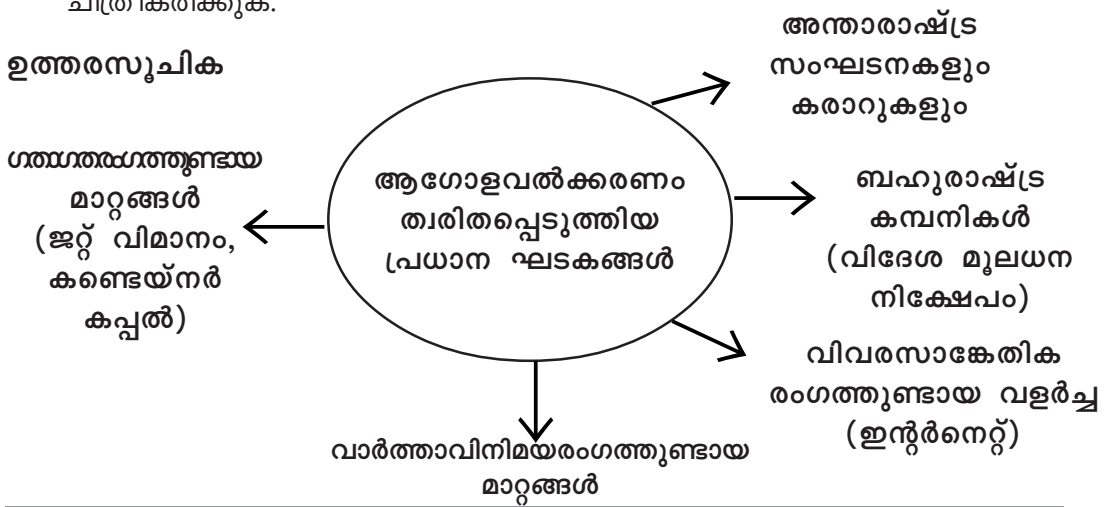 ചിത്രീകരിക്കുക.
ഉത്തരസൂചിക
അന്താരാഷ്ട്ര
സംഘടനകളും
കരാറുകളും
ഗതാഗതരംഗത്തുണ്ടായ
മാറ്റങ്ങൾ
(ജറ്റ് വിമാനം,
കണ്ടെയ്നർ
കപ്പൽ)
ആഗോളവൽക്കരണം
ത്വരിതപ്പെടുത്തിയ
പ്രധാന ഘടകങ്ങൾ
ബഹുരാഷ്ട്ര
കമ്പനികൾ
(വിദേശ മൂലധന
നിക്ഷേപം)
വിവരസാങ്കേതിക
രംഗത്തുണ്ടായ വളർച്ച
(ഇന്റർനെറ്റ്)
വാർത്താവിനിമയരംഗത്തുണ്ടായ
മാറ്റങ്ങൾ